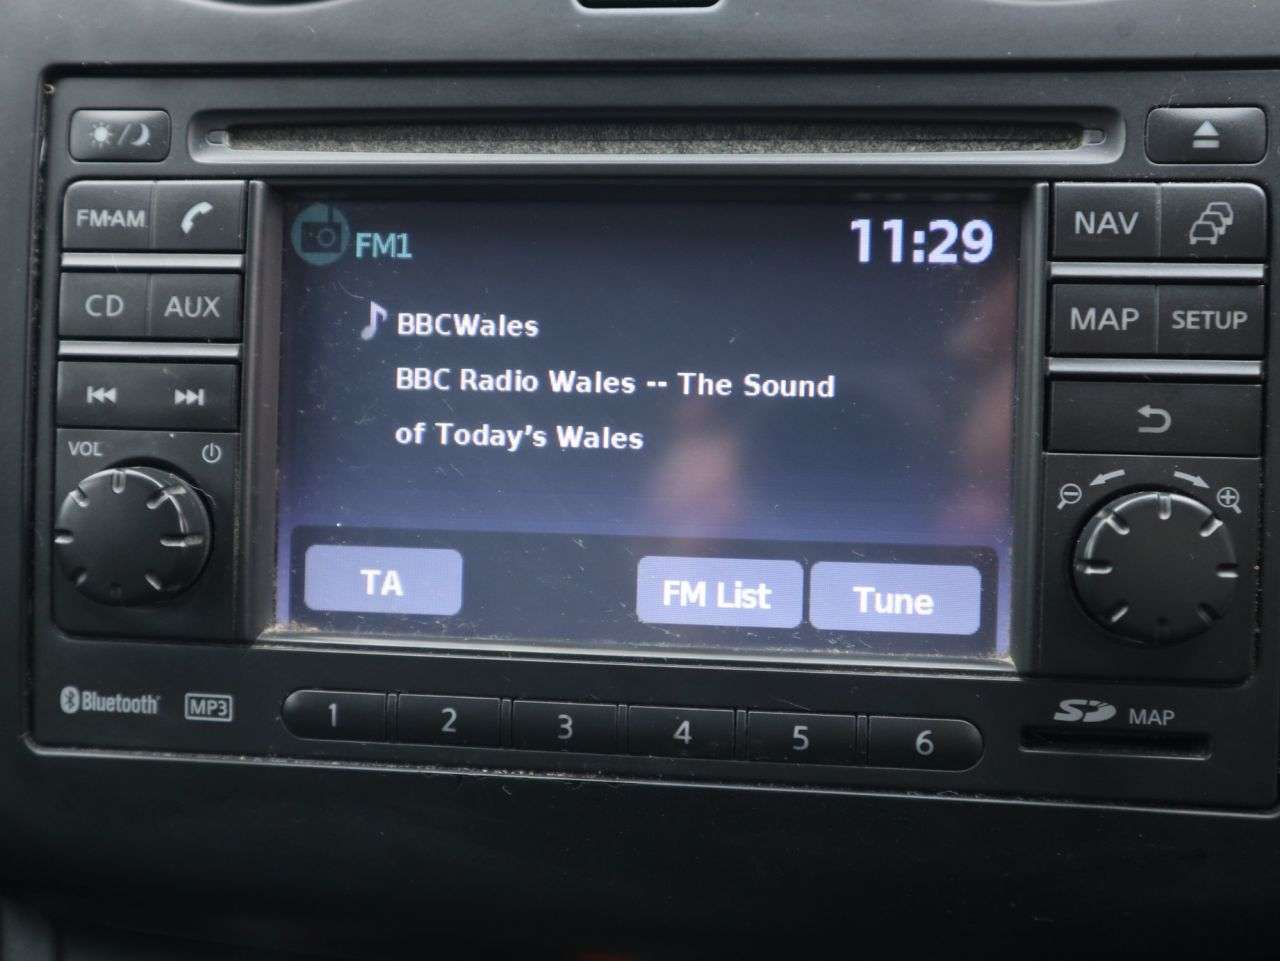 FM·AM
CD AUX
VOL
Bluetooth®
MP3
FM1
11:29
BBCWales
BBC Radio Wales -- The Sound
of Today's Wales
TA
FM List
Tune
1 2 3 4 5 6
NAV
MAP SETUP
SD
MAP